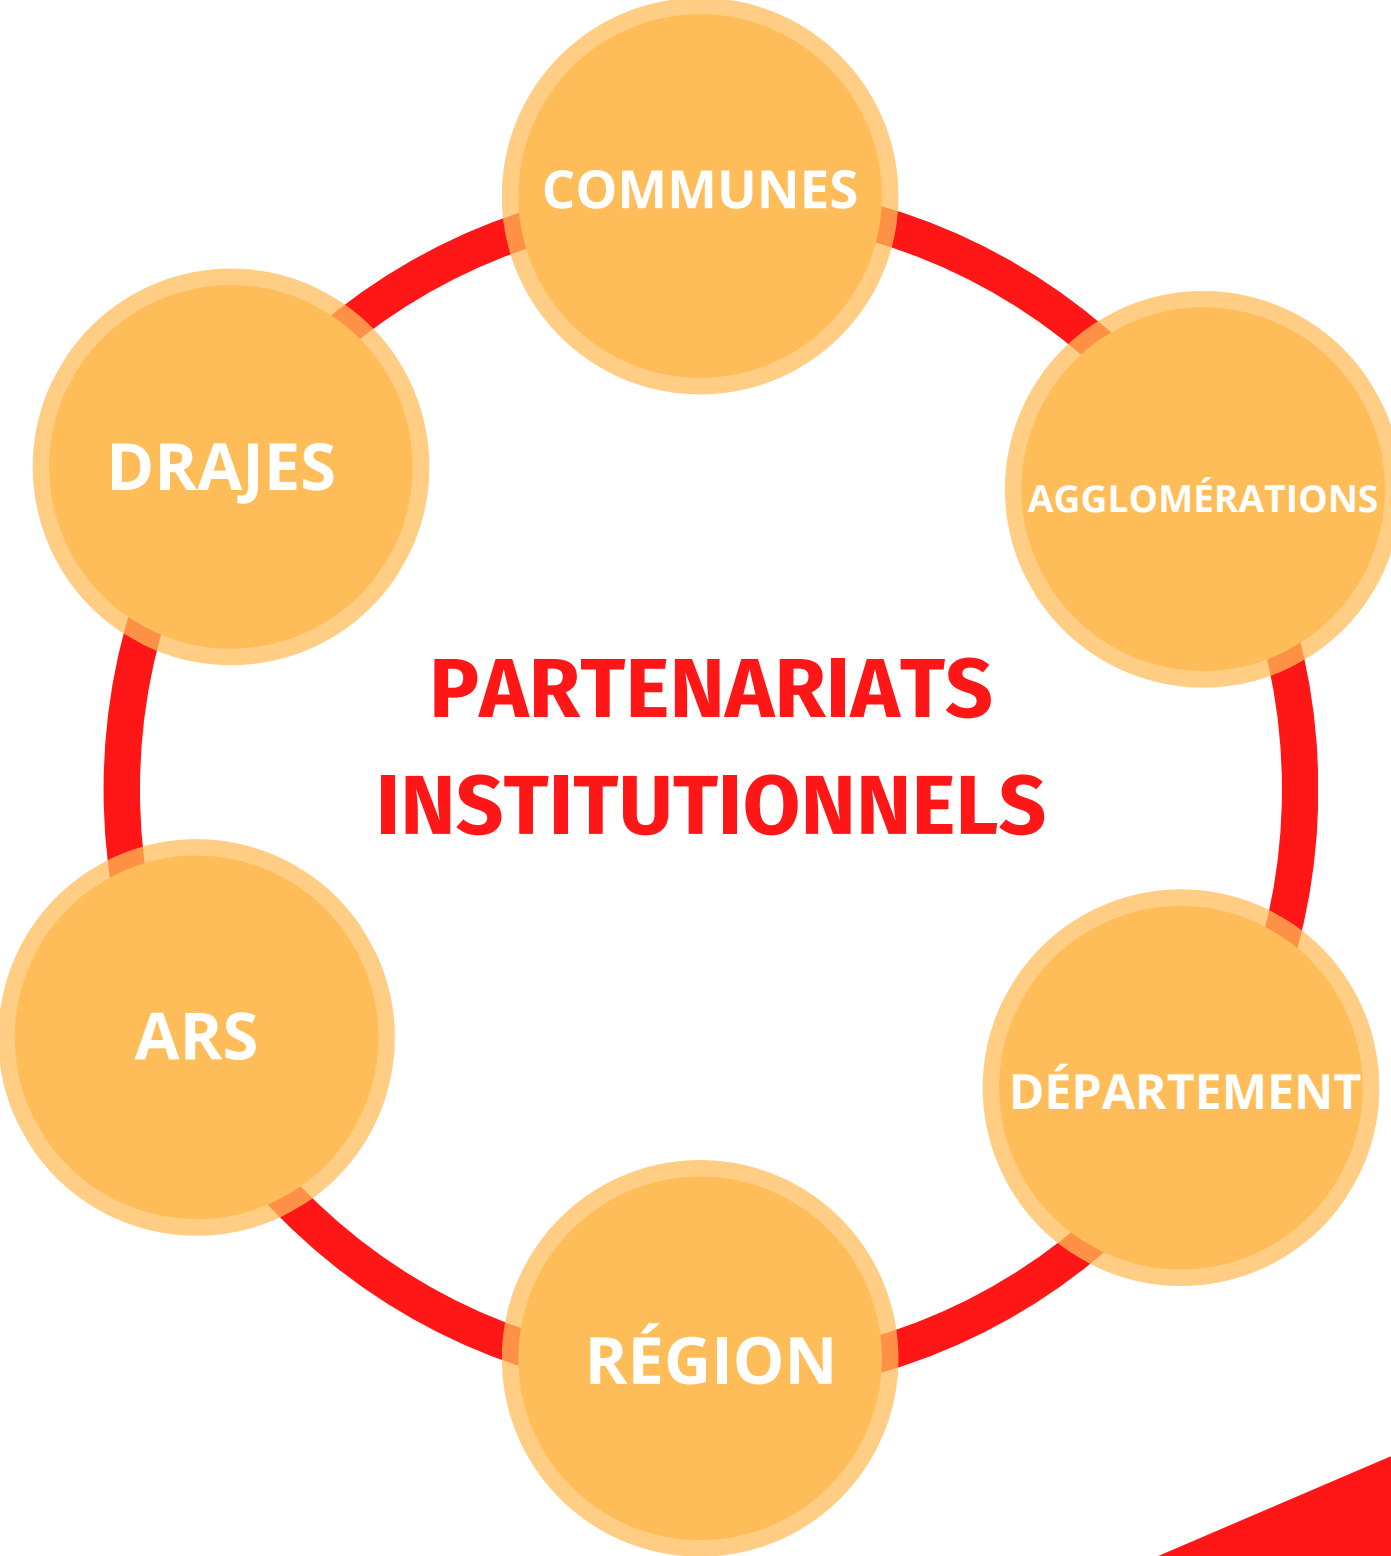 COMMUNES
DRAJES
AGGLOMÉRATIONS
PARTENARIATS
INSTITUTIONNELS
ARS
DÉPARTEMENT
RÉGION